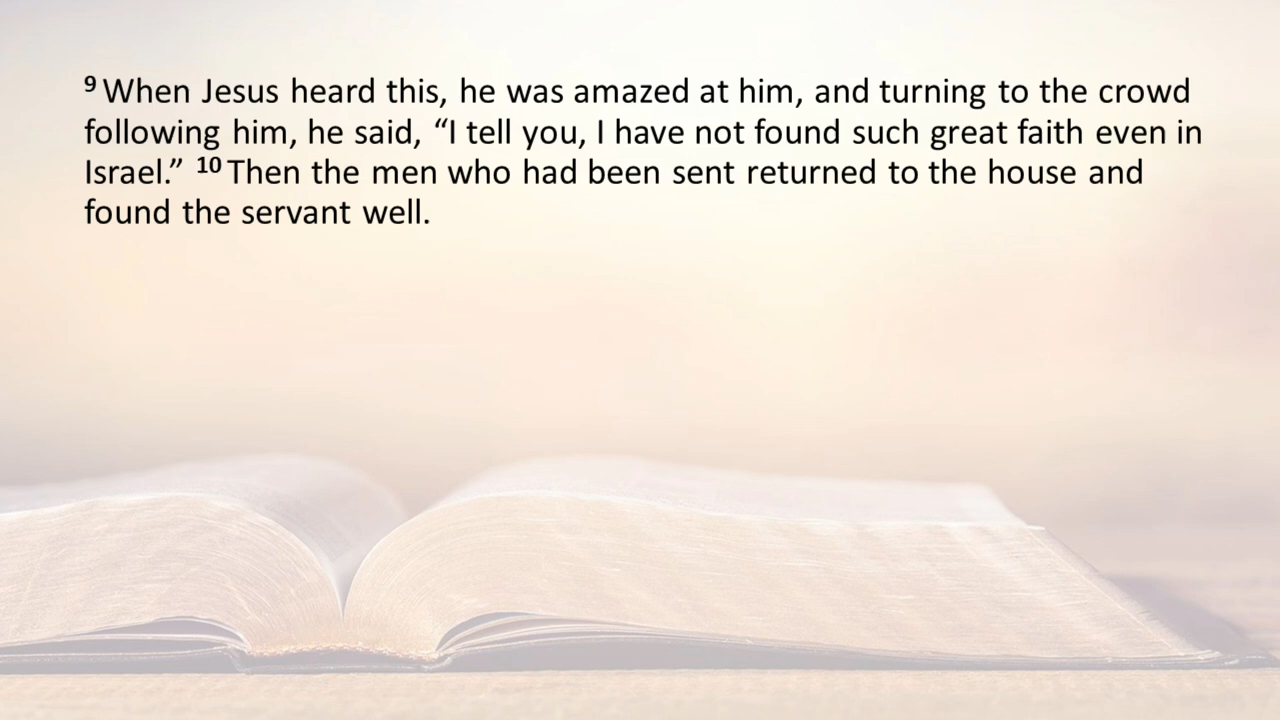 ⁹ When Jesus heard this, he was amazed at him, and turning to the crowd
following him, he said, “I tell you, I have not found such great faith even in
Israel.” ¹⁰ Then the men who had been sent returned to the house and
found the servant well.